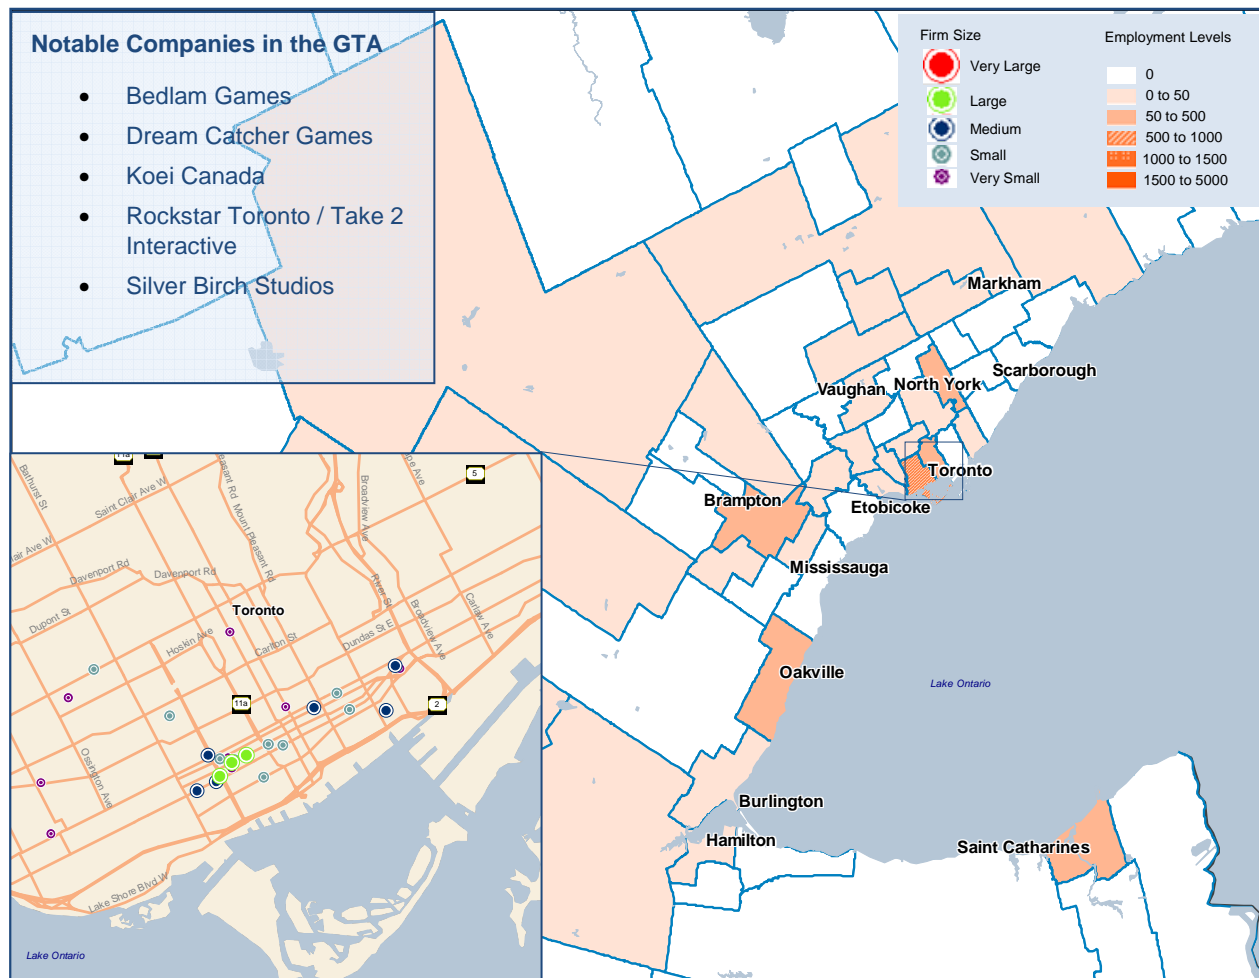 Notable Companies in the GTA
• Bedlam Games
• Dream Catcher Games
• Koei Canada
• Rockstar Toronto / Take 2
Interactive
• Silver Birch Studios
Firm Size
Very Large
Large
Medium
Small
Very Small
Employment Levels
0
0 to 50
50 to 500
500 to 1000
1000 to 1500
1500 to 5000
Markham
Scarborough
Vaughan
North York
Toronto
Brampton
Etobicoke
Mississauga
Oakville
Lake Ontario
Burlington
Hamilton
Saint Catharines
11a
5
Bathurst St
Saint Clair Ave W
Mount Pleasant Rd
Broadview Ave
Davenport Rd
Davenport Rd
Dupont St
Toronto
Hoskin Ave
Carlton St
Dundas St E
River St
Broadview Ave
Carlaw Ave
11a
2
Ossington Ave
Lake Shore Blvd W
Lake Ontario